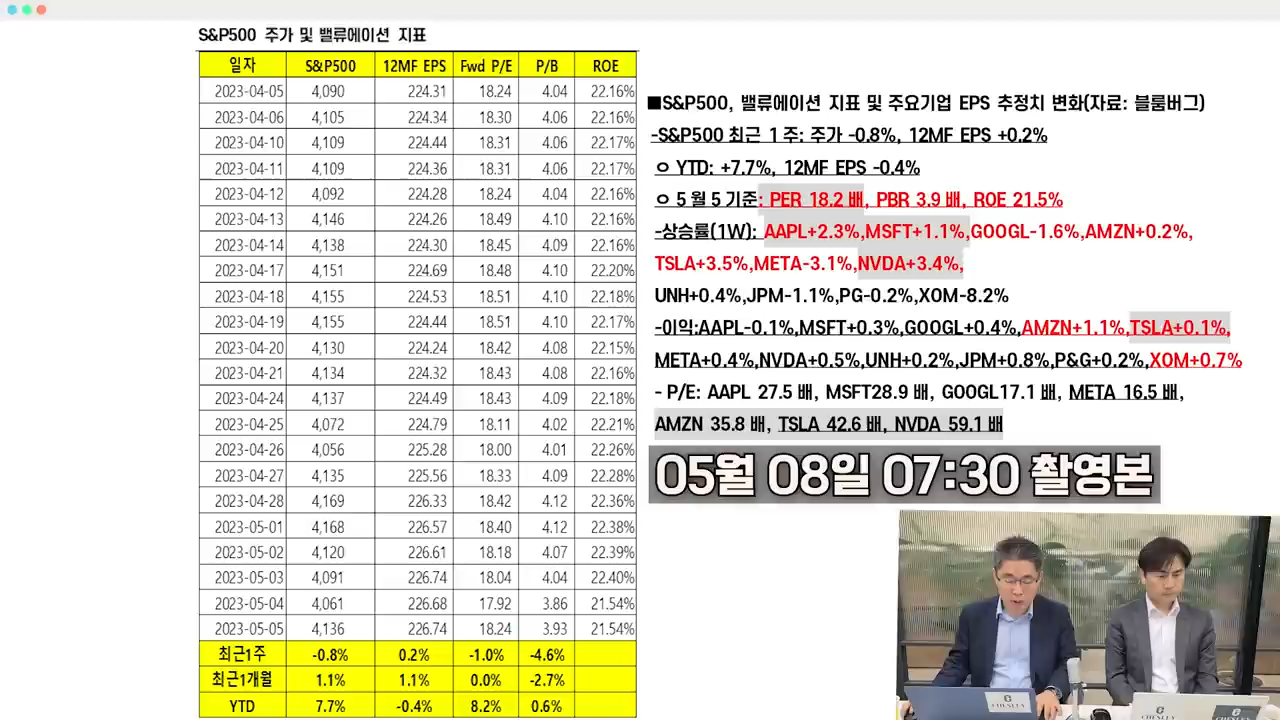 S&P500 주가 및 밸류에이션 지표
일자 S&P500 12MF EPS Fwd P/E P/B ROE
2023-04-05 4,090 224.31 18.24 4.04 22.16%
2023-04-06 4,105 224.34 18.30 4.06 22.16%
2023-04-10 4,109 224.44 18.31 4.06 22.17%
2023-04-11 4,109 224.36 18.31 4.06 22.17%
2023-04-12 4,092 224.28 18.24 4.04 22.16%
2023-04-13 4,146 224.26 18.49 4.10 22.16%
2023-04-14 4,138 224.30 18.45 4.09 22.16%
2023-04-17 4,151 224.69 18.48 4.10 22.20%
2023-04-18 4,155 224.53 18.51 4.10 22.18%
2023-04-19 4,155 224.44 18.51 4.10 22.17%
2023-04-20 4,130 224.24 18.42 4.08 22.15%
2023-04-21 4,134 224.32 18.43 4.08 22.16%
2023-04-24 4,137 224.49 18.43 4.09 22.18%
2023-04-25 4,072 224.79 18.11 4.02 22.21%
2023-04-26 4,056 225.28 18.00 4.01 22.26%
2023-04-27 4,135 225.56 18.33 4.09 22.28%
2023-04-28 4,169 226.33 18.42 4.12 22.36%
2023-05-01 4,168 226.57 18.40 4.12 22.38%
2023-05-02 4,120 226.61 18.18 4.07 22.39%
2023-05-03 4,091 226.74 18.04 4.04 22.40%
2023-05-04 4,061 226.68 17.92 3.86 21.54%
2023-05-05 4,136 226.74 18.24 3.93 21.54%
최근1주 -0.8% 0.2% -1.0% -4.6%
최근1개월 1.1% 1.1% 0.0% -2.7%
YTD 7.7% -0.4% 8.2% 0.6%
■S&P500, 밸류에이션 지표 및 주요기업 EPS 추정치 변화(자료: 블룸버그)
-S&P500 최근 1주: 주가 -0.8%, 12MF EPS +0.2%
ㅇ YTD: +7.7%, 12MF EPS -0.4%
ㅇ 5월 5 기준: PER 18.2배, PBR 3.9배, ROE 21.5%
-상승률(1W): AAPL+2.3%,MSFT+1.1%,GOOGL-1.6%,AMZN+0.2%,
TSLA+3.5%,META-3.1%,NVDA+3.4%,
UNH+0.4%,JPM-1.1%,PG-0.2%,XOM-8.2%
-이익:AAPL-0.1%,MSFT+0.3%,GOOGL+0.4%,AMZN+1.1%,TSLA+0.1%,
META+0.4%,NVDA+0.5%,UNH+0.2%,JPM+0.8%,P&G+0.2%,XOM+0.7%
- P/E: AAPL 27.5배, MSFT28.9배, GOOGL17.1배, META 16.5배,
AMZN 35.8배, TSLA 42.6배, NVDA 59.1배
05월 08일 07:30 촬영본
CHESLEY
CHESLEY
CHESLEY